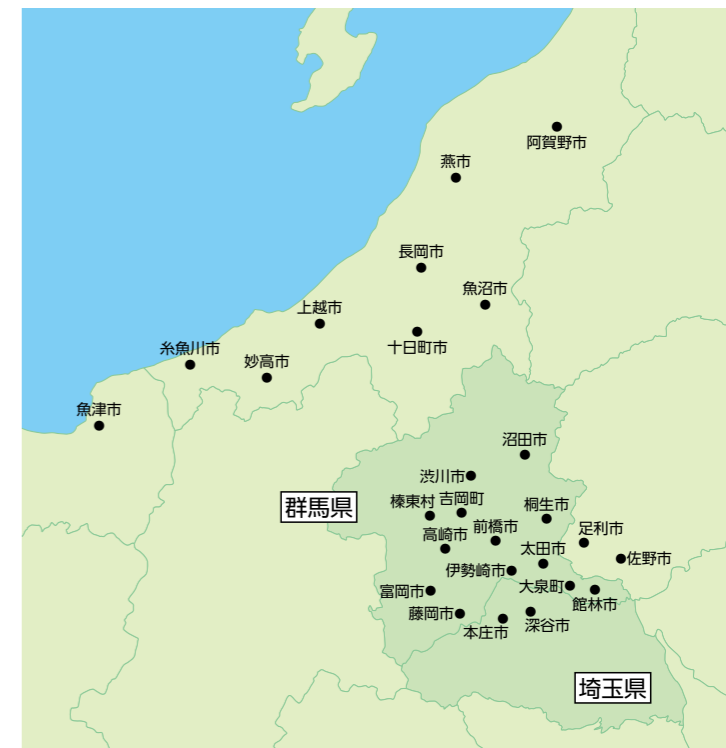 阿賀野市
燕市
長岡市
魚沼市
上越市
十日町市
糸魚川市
妙高市
魚津市
沼田市
渋川市
群馬県
榛東村
吉岡町
桐生市
前橋市
足利市
高崎市
太田市
佐野市
伊勢崎市
大泉町
富岡市
館林市
藤岡市
本庄市
深谷市
埼玉県